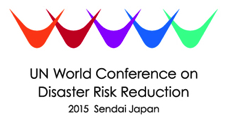 UN World Conference on
Disaster Risk Reduction
2015 Sendai Japan